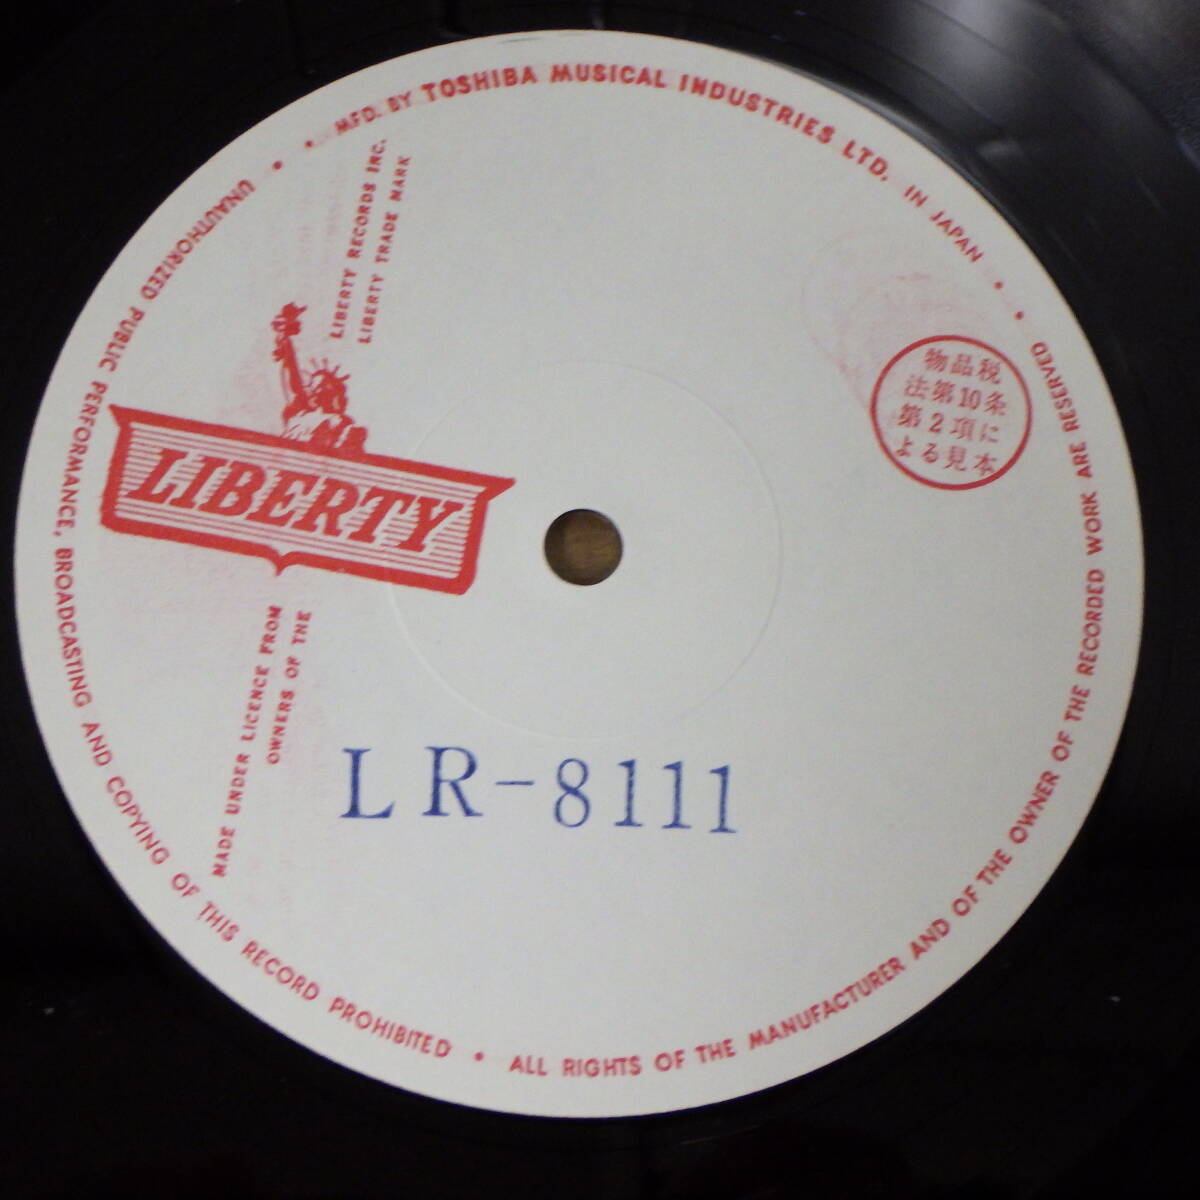 MFD. BY TOSHIBA MUSICAL INDUSTRIES LTD. IN JAPAN
ALL RIGHTS OF THE MANUFACTURER AND OF THE OWNER OF THE RECORDED WORK ARE RESERVED
UNAUTHORIZED PUBLIC PERFORMANCE, BROADCASTING AND COPYING OF THIS RECORD PROHIBITED
LIBERTY RECORDS INC.
LIBERTY TRADE MARK
LIBERTY
MADE UNDER LICENCE FROM
OWNERS OF THE
物品税
法第10条
第2項に
よる見本
LR-8111